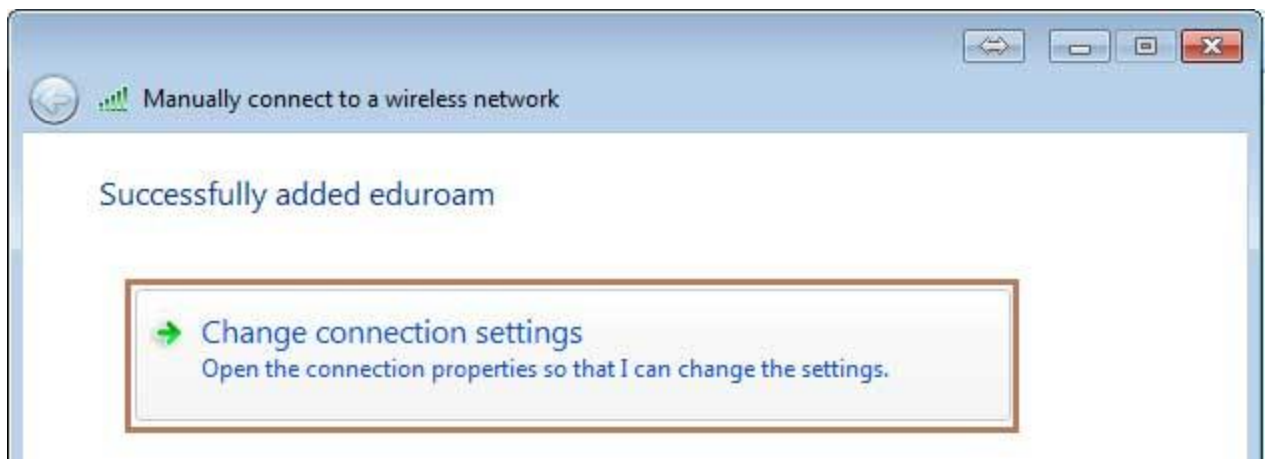 Manually connect to a wireless network
Successfully added eduroam
Change connection settings
Open the connection properties so that I can change the settings.